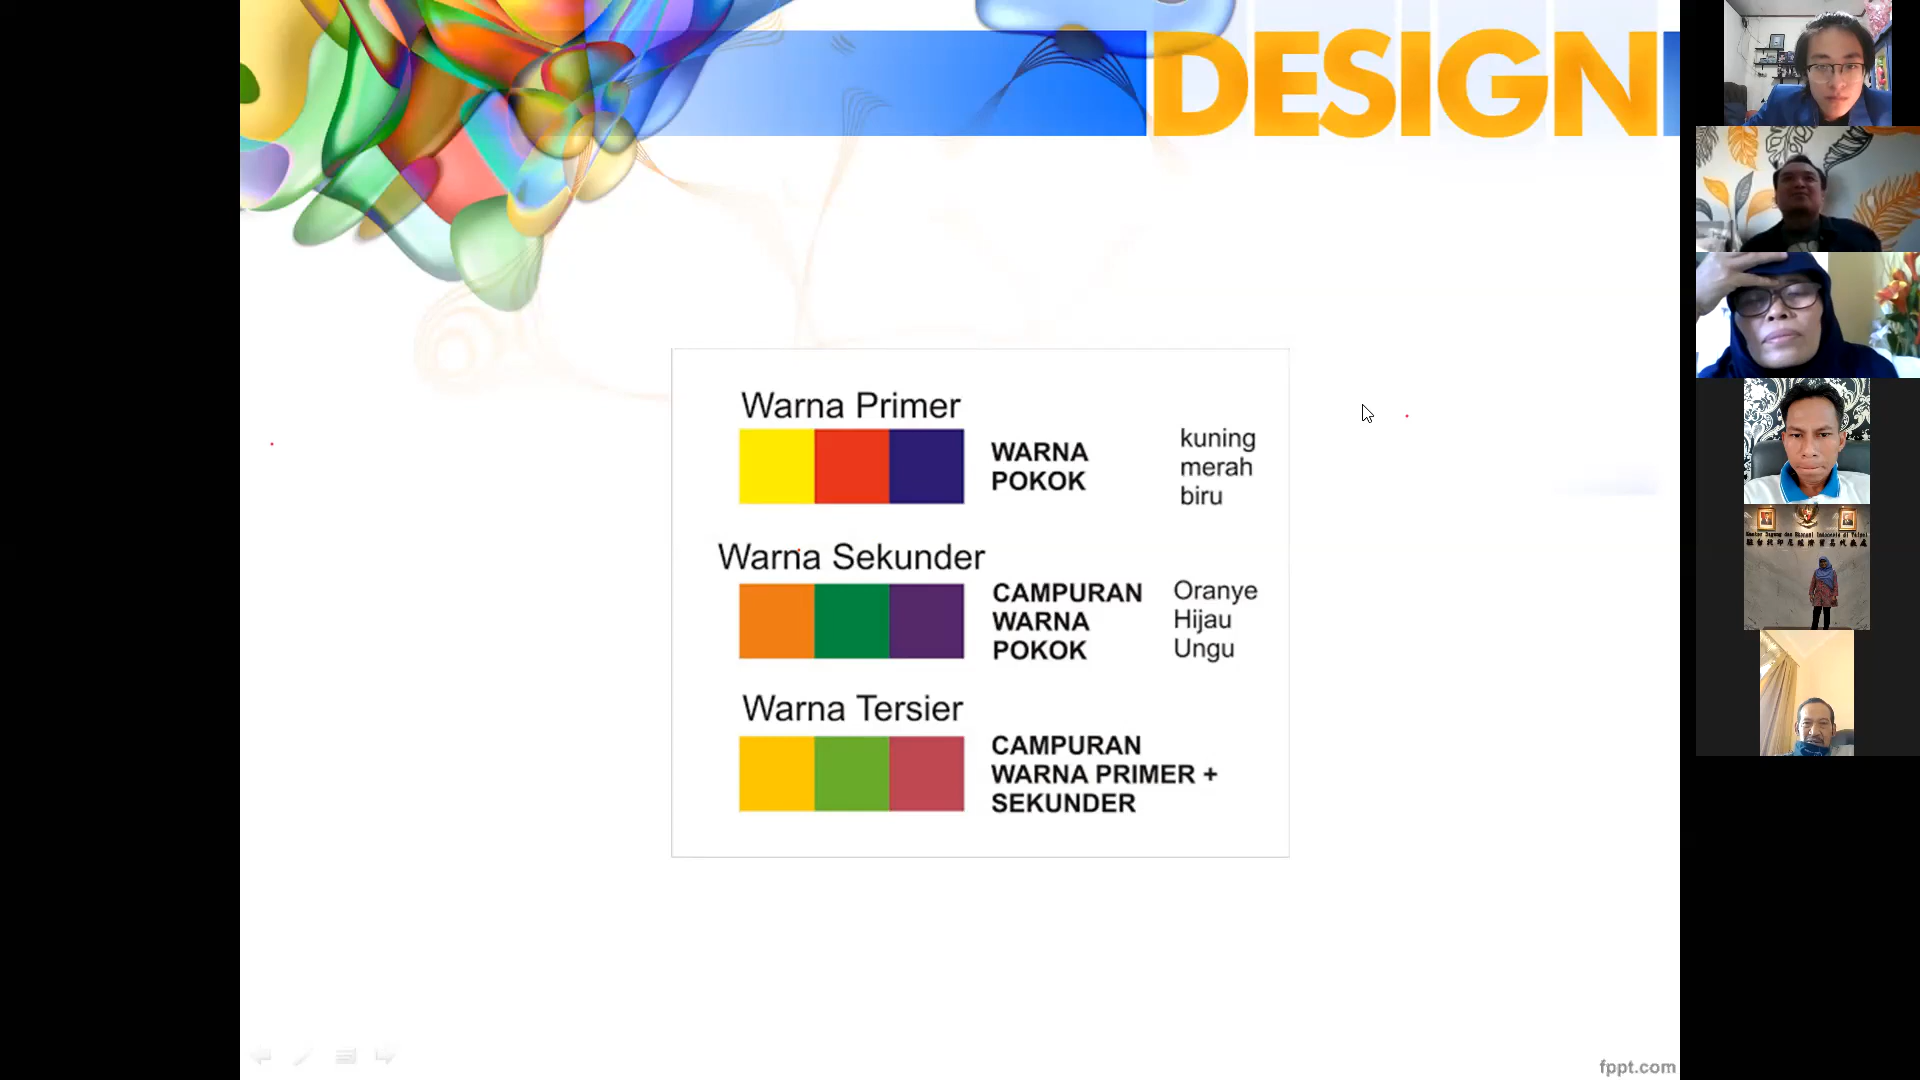 DESIGN
Warna Primer
WARNA
POKOK
kuning
merah
biru
Warna Sekunder
CAMPURAN
WARNA
POKOK
Oranye
Hijau
Ungu
Warna Tersier
CAMPURAN
WARNA PRIMER +
SEKUNDER
fppt.com